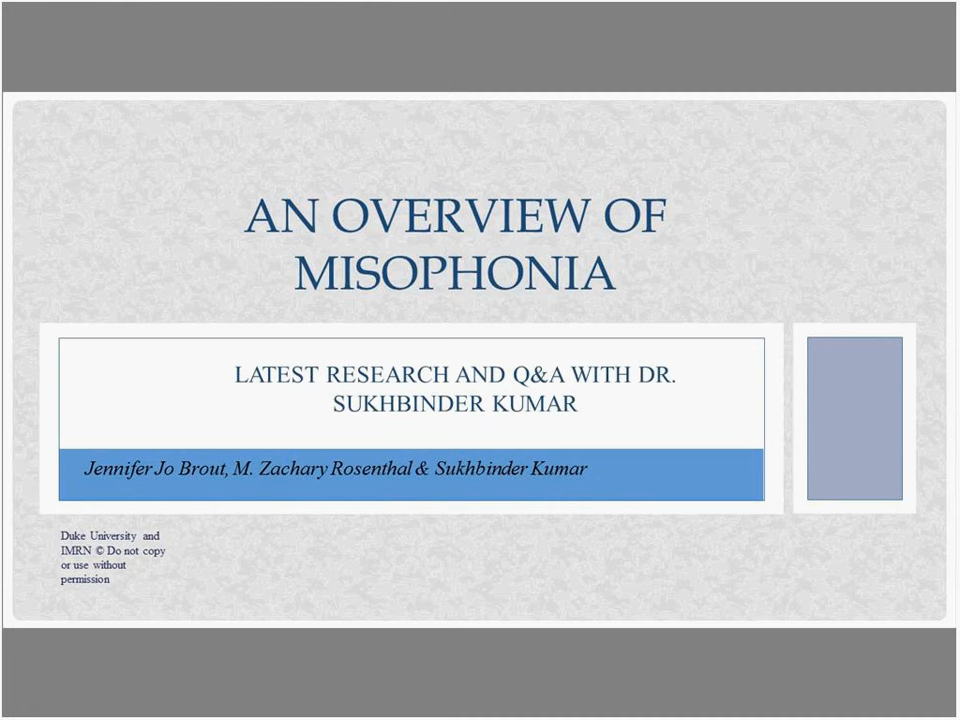 AN OVERVIEW OF
MISOPHONIA
LATEST RESEARCH AND Q&A WITH DR.
SUKHBINDER KUMAR
Jennifer Jo Brout, M. Zachary Rosenthal & Sukhbinder Kumar
Duke University and
IMRN © Do not copy
or use without
permission